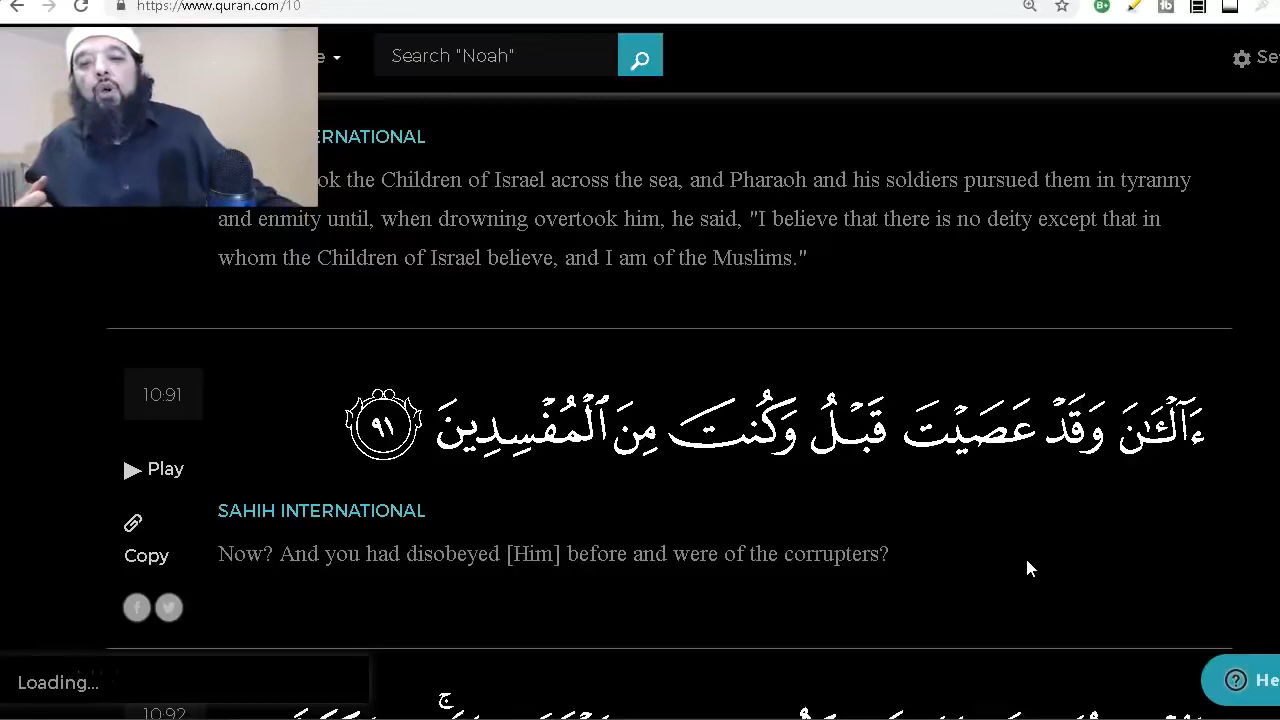 https://www.quran.com/10
Search "Noah"
ERNATIONAL
ok the Children of Israel across the sea, and Pharaoh and his soldiers pursued them in tyranny
and enmity until, when drowning overtook him, he said, "I believe that there is no deity except that in
whom the Children of Israel believe, and I am of the Muslims."
10:91
ءَآلْـَٰٔنَ وَقَدْ عَصَيْتَ قَبْلُ وَكُنتَ مِنَ ٱلْمُفْسِدِينَ ٩١
Play
SAHIH INTERNATIONAL
Copy
Now? And you had disobeyed [Him] before and were of the corrupters?
Loading...
10:92